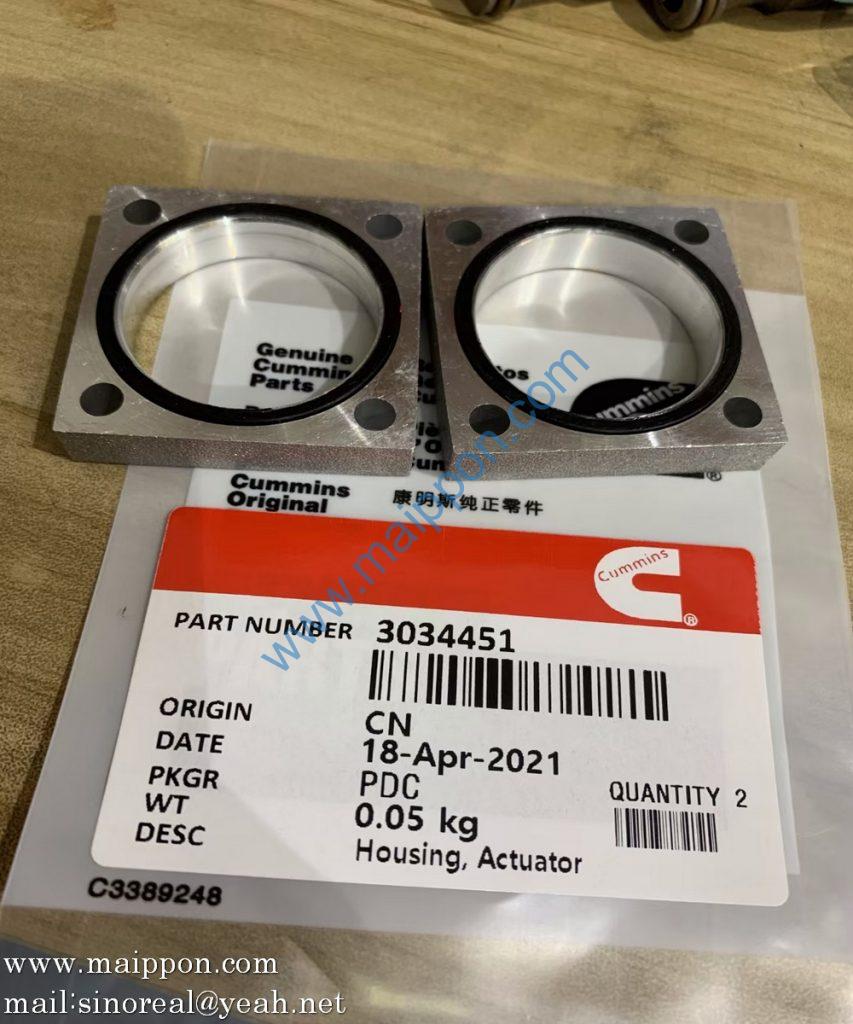 Genuine
Cummin
Parts
tos
ummins
Cummins
Original
康明斯纯正零件
Cummins
®
PART NUMBER 3034451
ORIGIN CN
DATE 18-Apr-2021
PKGR PDC
WT 0.05 kg
DESC Housing, Actuator
QUANTITY 2
C3389248
www.maippon.com
www.maippon.com
mail:sinoreal@yeah.net